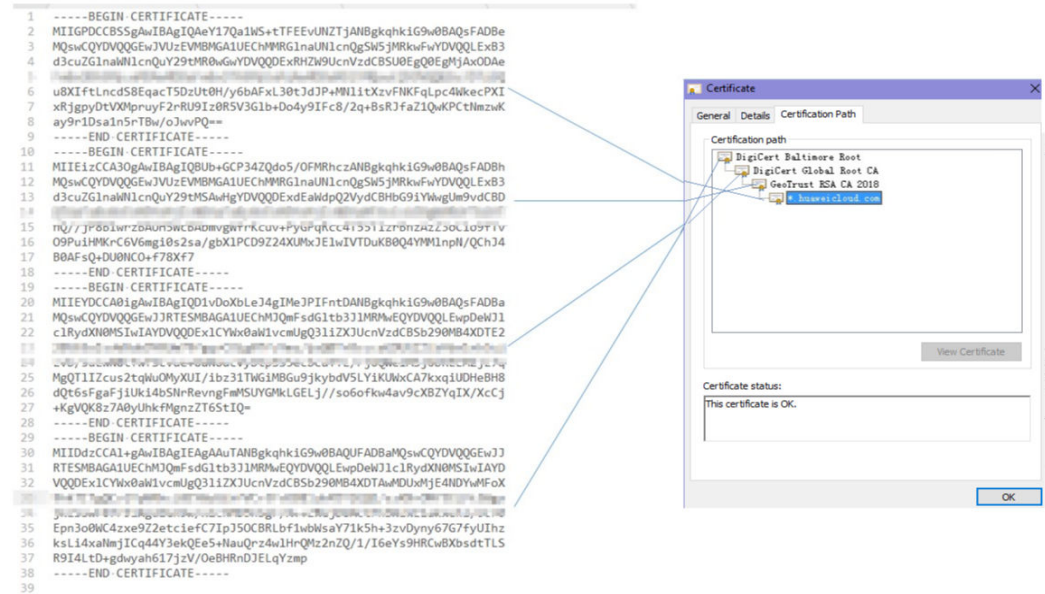 1 -----BEGIN·CERTIFICATE-----
2 MIIGPDCCBSSgAwIBAgIQAeY17Qa1WS+tTFEEvUNZTjANBgkqhkiG9w0BAQsFADBe
3 MQswCQYDVQQGEwJVUzEVMBMGA1UEChMMRGlnaUNlcnQgSW5jMRkwFwYDVQQLExB3
4 d3cuZGlnaWNlcnQuY29tMR0wGwYDVQQDExRHZW9UcnVzdCBSU0EgQ0EgMjAxODAe
6 u8XIftLncdS8EqacT5DzUt0H/y6bAFxL30tJdJP+MNlitXzvFNKFqLpc4WkecPXI
7 xRjgpyDtVXMpruyF2rRU9Iz0R5V3Glb+Do4y9IFc8/2q+BsRJfaZ1QwKPCtNmzwK
8 ay9r1Dsa1n5rTBw/oJwvPQ==
9 -----END·CERTIFICATE-----
10 -----BEGIN·CERTIFICATE-----
11 MIIEizCCA3OgAwIBAgIQBUb+GCP34ZQdo5/OFMRhczANBgkqhkiG9w0BAQsFADBh
12 MQswCQYDVQQGEwJVUzEVMBMGA1UEChMMRGlnaUNlcnQgSW5jMRkwFwYDVQQLExB3
13 d3cuZGlnaWNlcnQuY29tMSAwHgYDVQQDExdEaWdpQ2VydCBHbG9iYWwgUm9vdCBD
15
16 O9PuiHMKrC6V6mgi0s2sa/gbXlPCD9Z24XUMxJElwIVTDuKB0Q4YMMlnpN/QChJ4
17 B0AFsQ+DU0NCO+f78Xf7
18 -----END·CERTIFICATE-----
19 -----BEGIN·CERTIFICATE-----
20 MIIEYDCCA0igAwIBAgIQD1vDoXbLeJ4gIMeJPIFntDANBgkqhkiG9w0BAQsFADBa
21 MQswCQYDVQQGEwJJRTESMBAGA1UEChMJQmFsdGltb3JlMRMwEQYDVQQLEwpDeWJl
22 clRydXN0MSIwIAYDVQQDExlCYWx0aW1vcmUgQ3liZXJUcnVzdCBSb290MB4XDTE2
25 MgQTlIZcus2tqWuOMyXUI/ibz31TWGiMBGu9jkybdV5LYiKUWxCA7kxqiUDHeBH8
26 dQt6sFgaFjiUki4bSNrRevngFmMSUYGMkLGELj//so6ofkw4av9cXBZYqIX/XcCj
27 +KgVQK8z7A0yUhkfMgnzZT6StIQ=
28 -----END·CERTIFICATE-----
29 -----BEGIN·CERTIFICATE-----
30 MIIDdzCCAl+gAwIBAgIEAgAAuTANBgkqhkiG9w0BAQUFADBaMQswCQYDVQQGEwJJ
31 RTESMBAGA1UEChMJQmFsdGltb3JlMRMwEQYDVQQLEwpDeWJlclRydXN0MSIwIAYD
32 VQQDExlCYWx0aW1vcmUgQ3liZXJUcnVzdCBSb290MB4XDTAwMDUxMjE4NDYwMFoX
35 Epn3o0WC4zxe9Z2etciefC7IpJ5OCBRLbf1wbWsaY71k5h+3zvDyny67G7fyUIhz
36 ksLi4xaNmjICq44Y3ekQEe5+NauQrz4wlHrQMz2nZQ/1/I6eYs9HRCwBXbsdtTLS
37 R9I4LtD+gdwyah617jzV/OeBHRnDJELqYzmp
38 -----END·CERTIFICATE-----
39
Certificate
General Details Certification Path
Certification path
DigiCert Baltimore Root
DigiCert Global Root CA
GeoTrust RSA CA 2018
*.huaweicloud.com
View Certificate
Certificate status:
This certificate is OK.
OK